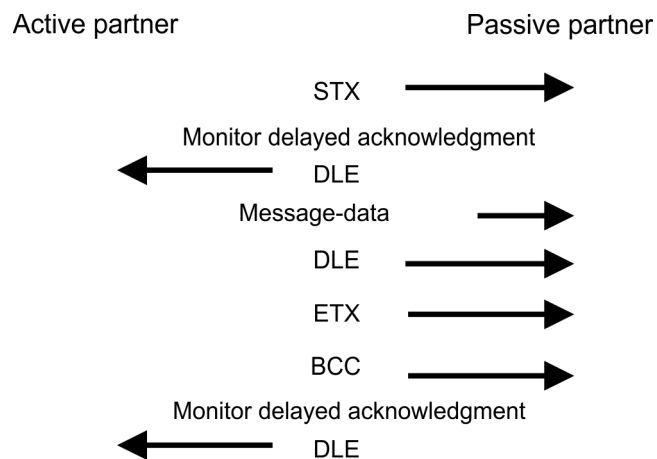 Active partner Passive partner
STX
Monitor delayed acknowledgment
DLE
Message-data
DLE
ETX
BCC
Monitor delayed acknowledgment
DLE